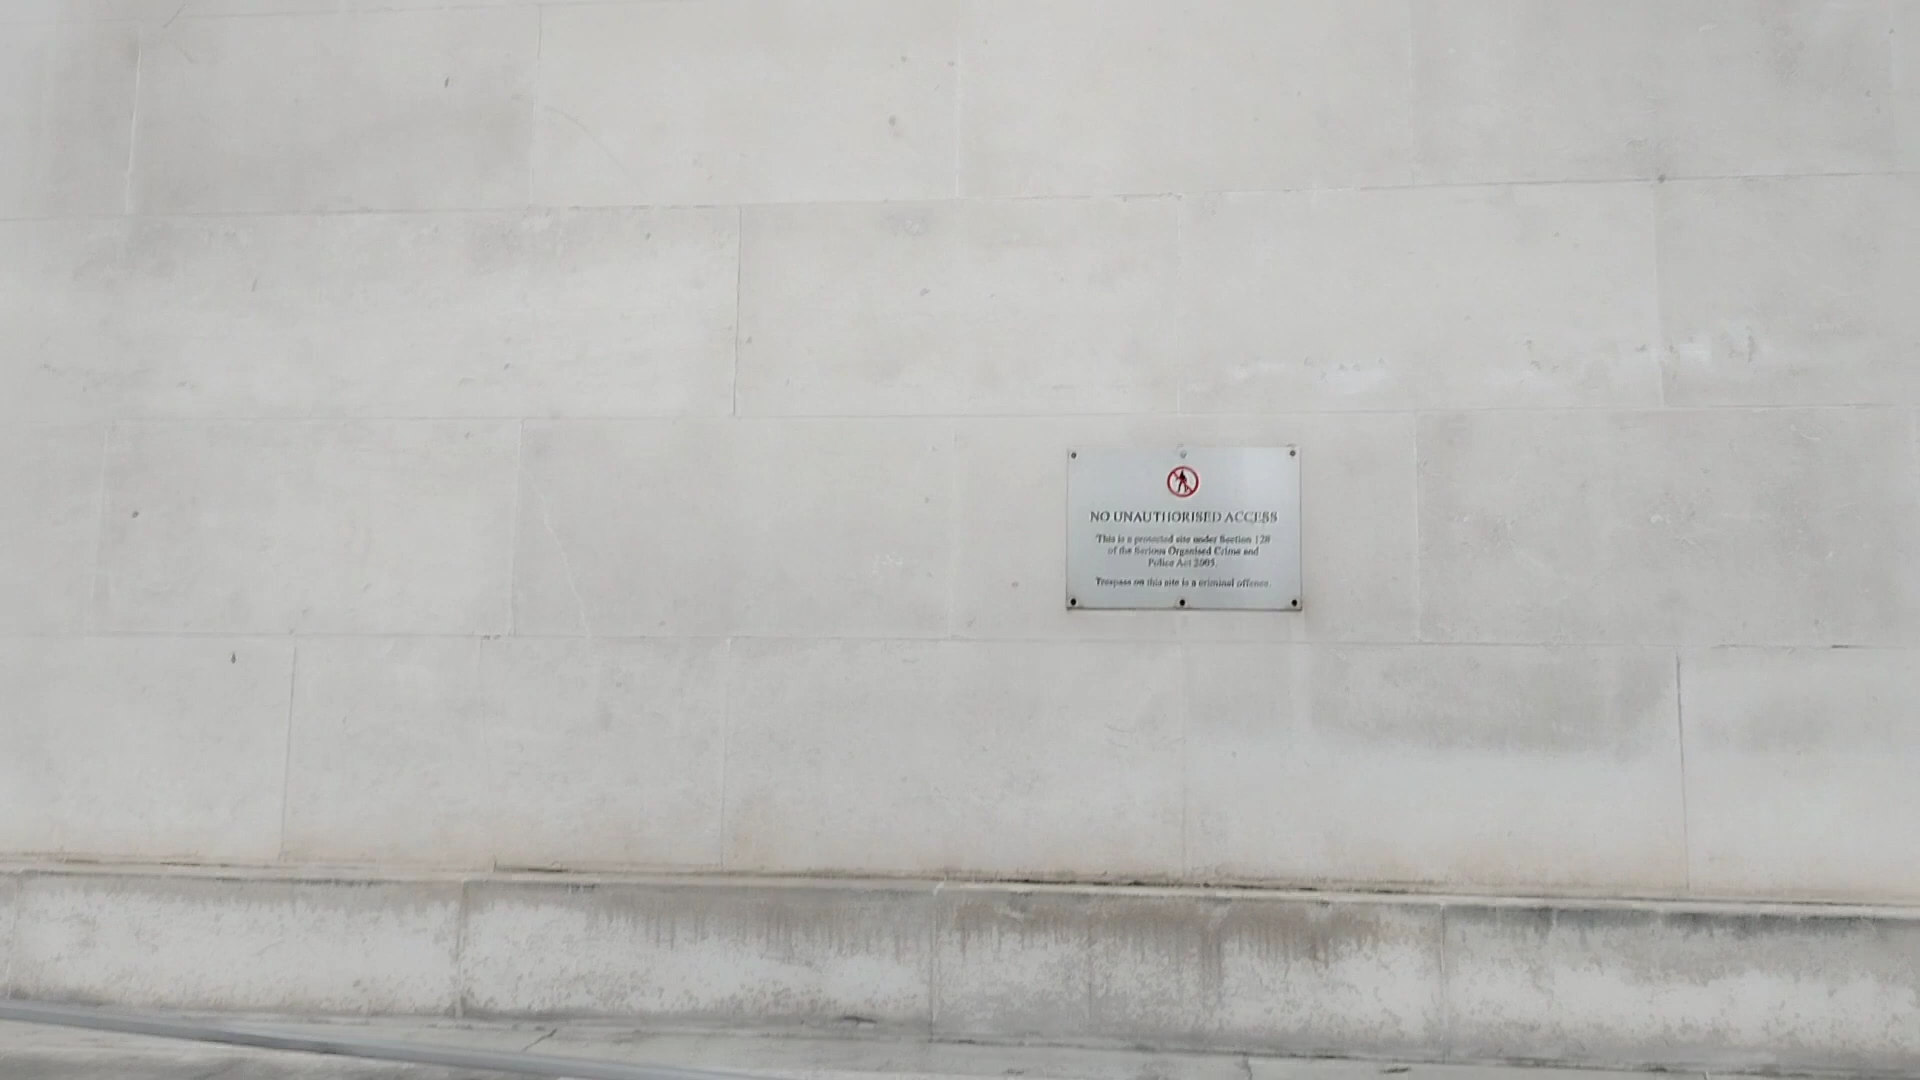 NO UNAUTHORISED ACCESS
This is a protected site under Section 128
of the Serious Organised Crime and
Police Act 2005.
Trespass on this site is a criminal offence.